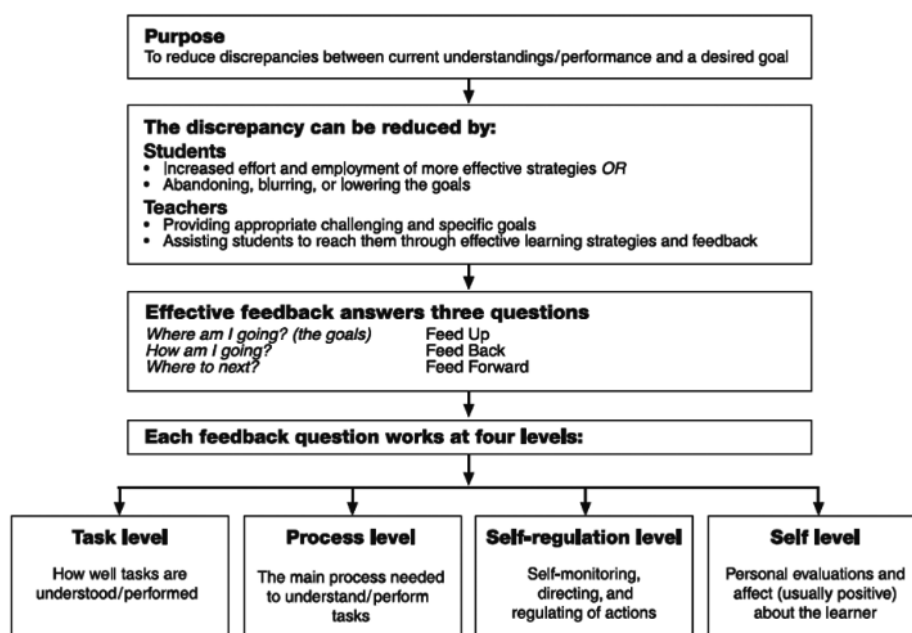 Purpose
To reduce discrepancies between current understandings/performance and a desired goal
The discrepancy can be reduced by:
Students
• Increased effort and employment of more effective strategies OR
• Abandoning, blurring, or lowering the goals
Teachers
• Providing appropriate challenging and specific goals
• Assisting students to reach them through effective learning strategies and feedback
Effective feedback answers three questions
Where am I going? (the goals) Feed Up
How am I going? Feed Back
Where to next? Feed Forward
Each feedback question works at four levels:
Task level
How well tasks are
understood/performed
Process level
The main process needed
to understand/perform
tasks
Self-regulation level
Self-monitoring,
directing, and
regulating of actions
Self level
Personal evaluations and
affect (usually positive)
about the learner